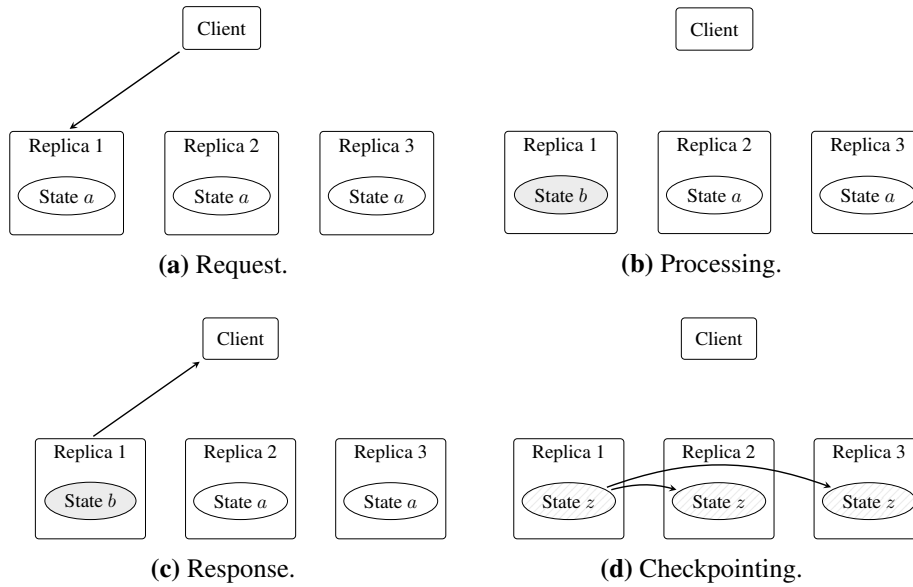 Client
Replica 1
State a
Replica 2
State a
Replica 3
State a
(a) Request.
Client
Replica 1
State b
Replica 2
State a
Replica 3
State a
(b) Processing.
Client
Replica 1
State b
Replica 2
State a
Replica 3
State a
(c) Response.
Client
Replica 1
State z
Replica 2
State z
Replica 3
State z
(d) Checkpointing.